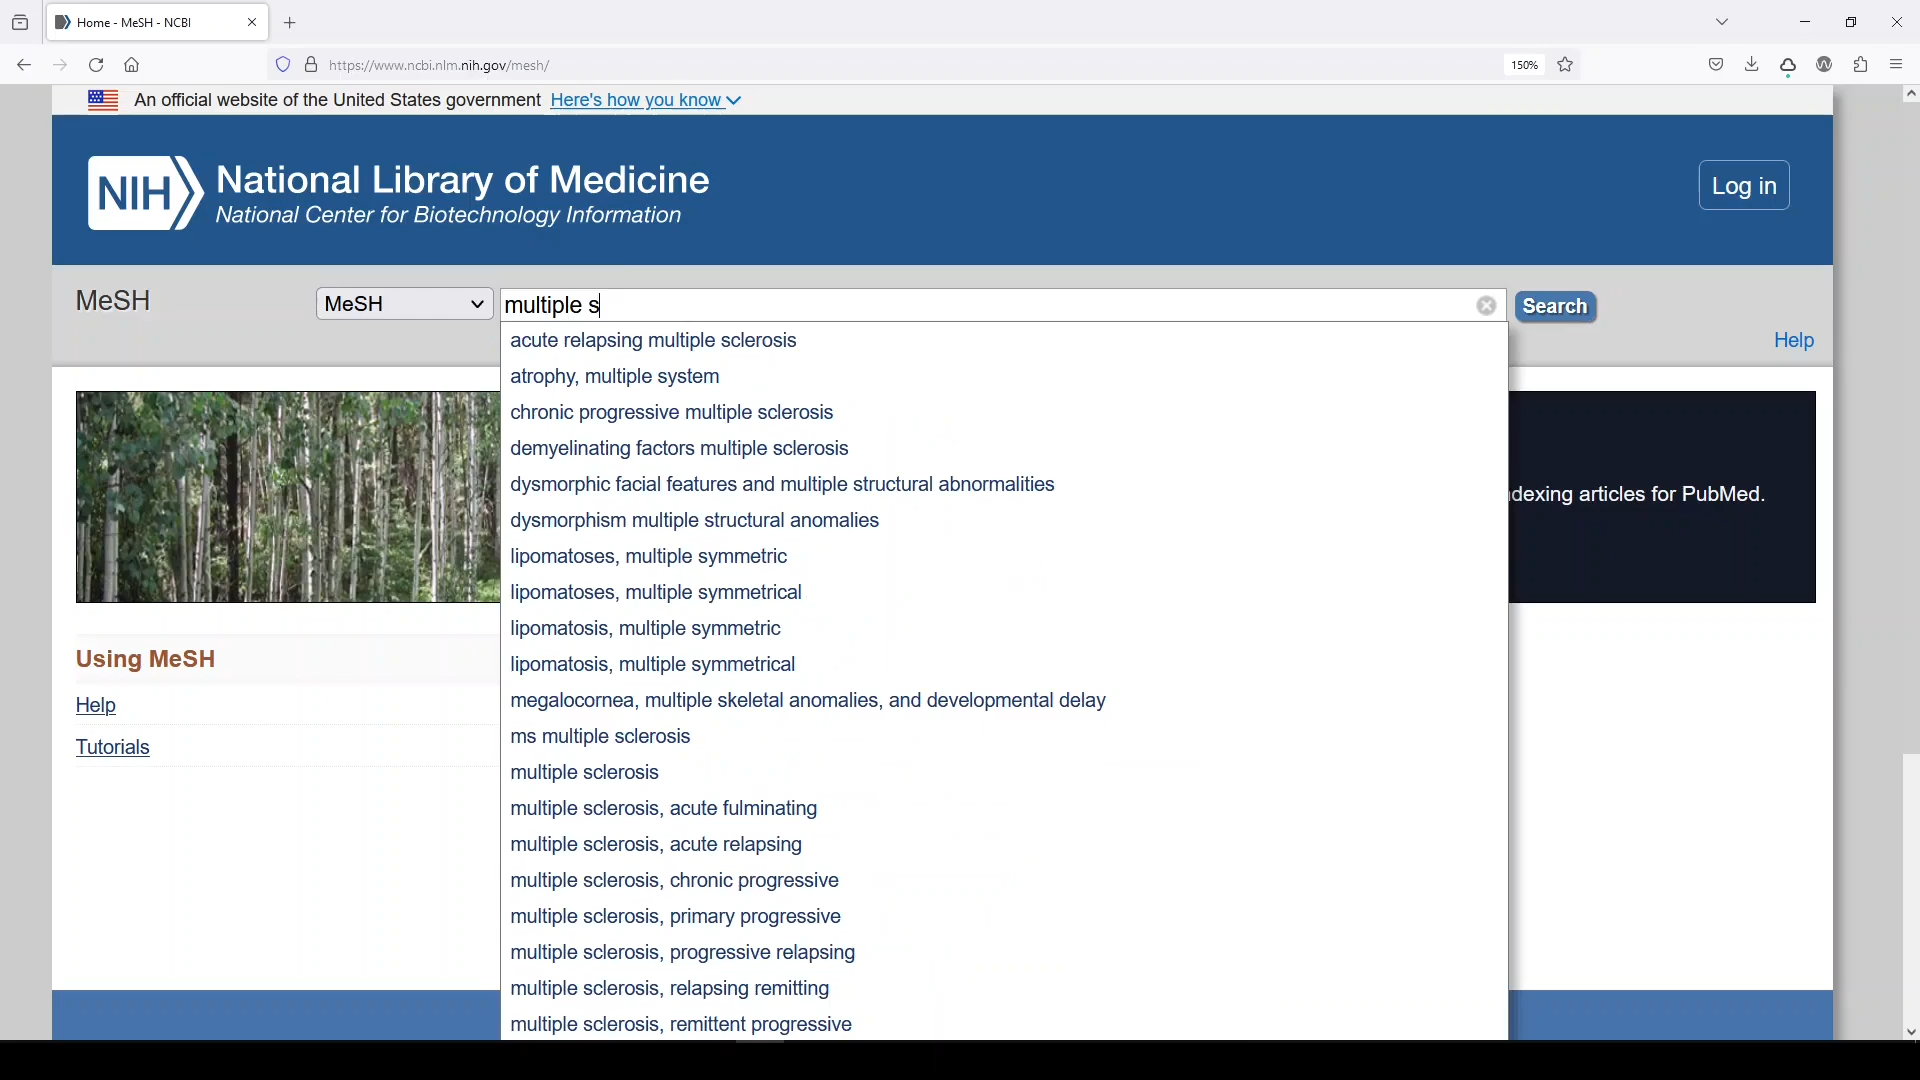 Home - MeSH - NCBI
https://www.ncbi.nlm.nih.gov/mesh/
150%
An official website of the United States government Here's how you know
NIH National Library of Medicine
National Center for Biotechnology Information
Log in
MeSH
MeSH
multiple s
Search
Help
acute relapsing multiple sclerosis
atrophy, multiple system
chronic progressive multiple sclerosis
demyelinating factors multiple sclerosis
dysmorphic facial features and multiple structural abnormalities
dysmorphism multiple structural anomalies
lipomatoses, multiple symmetric
lipomatoses, multiple symmetrical
lipomatosis, multiple symmetric
lipomatosis, multiple symmetrical
megalocornea, multiple skeletal anomalies, and developmental delay
ms multiple sclerosis
multiple sclerosis
multiple sclerosis, acute fulminating
multiple sclerosis, acute relapsing
multiple sclerosis, chronic progressive
multiple sclerosis, primary progressive
multiple sclerosis, progressive relapsing
multiple sclerosis, relapsing remitting
multiple sclerosis, remittent progressive
articles for PubMed.
Using MeSH
Help
Tutorials